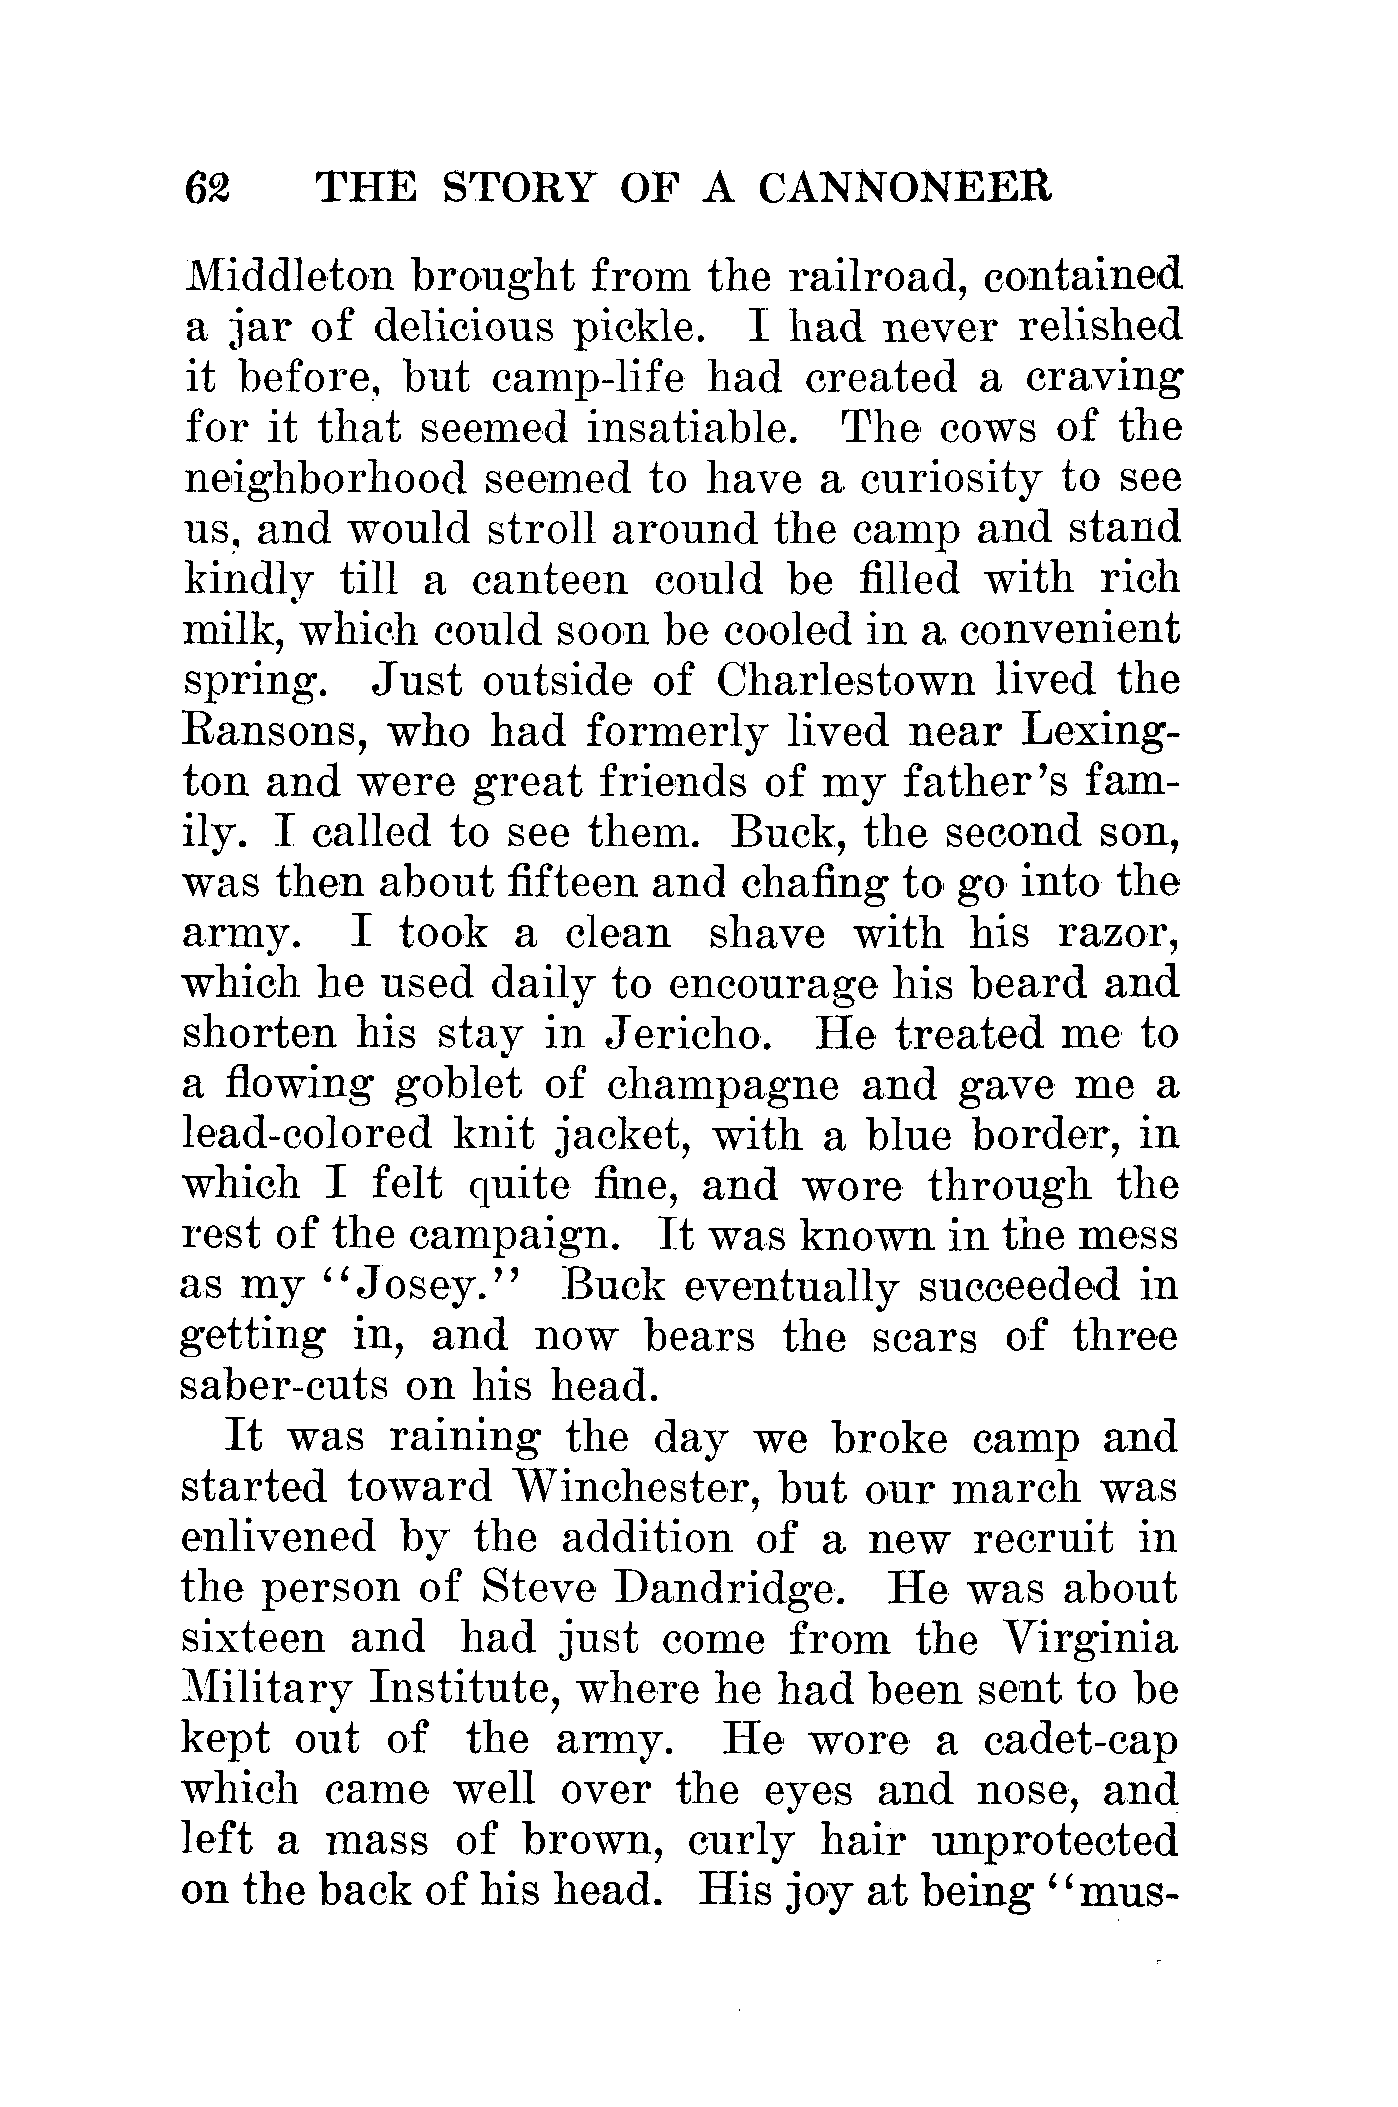 62 THE STORY OF A CANNONEER
Middleton brought from the railroad, contained
a jar of delicious pickle. I had never relished
it before, but camp-life had created a craving
for it that seemed insatiable. The cows of the
neighborhood seemed to have a curiosity to see
us, and would stroll around the camp and stand
kindly till a canteen could be filled with rich
milk, which could soon be cooled in a convenient
spring. Just outside of Charlestown lived the
Ransons, who had formerly lived near Lexing-
ton and were great friends of my father's fam-
ily. I called to see them. Buck, the second son,
was then about fifteen and chafing to go into the
army. I took a clean shave with his razor,
which he used daily to encourage his beard and
shorten his stay in Jericho. He treated me to
a flowing goblet of champagne and gave me a
lead-colored knit jacket, with a blue border, in
which I felt quite fine, and wore through the
rest of the campaign. It was known in the mess
as my "Josey." Buck eventually succeeded in
getting in, and now bears the scars of three
saber-cuts on his head.
It was raining the day we broke camp and
started toward Winchester, but our march was
enlivened by the addition of a new recruit in
the person of Steve Dandridge. He was about
sixteen and had just come from the Virginia
Military Institute, where he had been sent to be
kept out of the army. He wore a cadet-cap
which came well over the eyes and nose, and
left a mass of brown, curly hair unprotected
on the back of his head. His joy at being "mus-